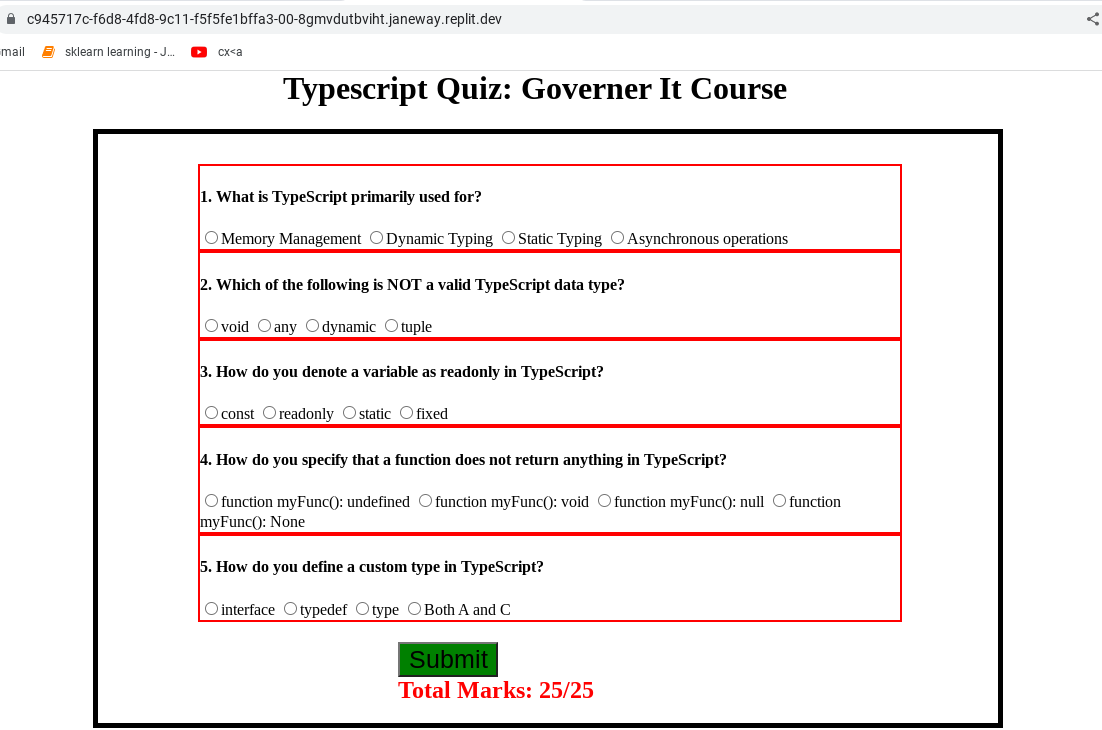 c945717c-f6d8-4fd8-9c11-f5f5fe1bffa3-00-8gmvdutbviht.janeway.replit.dev
mail sklearn learning - J... cx<a
Typescript Quiz: Governer It Course
1. What is TypeScript primarily used for?
Memory Management Dynamic Typing Static Typing Asynchronous operations
2. Which of the following is NOT a valid TypeScript data type?
void any dynamic tuple
3. How do you denote a variable as readonly in TypeScript?
const readonly static fixed
4. How do you specify that a function does not return anything in TypeScript?
function myFunc(): undefined function myFunc(): void function myFunc(): null function
myFunc(): None
5. How do you define a custom type in TypeScript?
interface typedef type Both A and C
Submit
Total Marks: 25/25